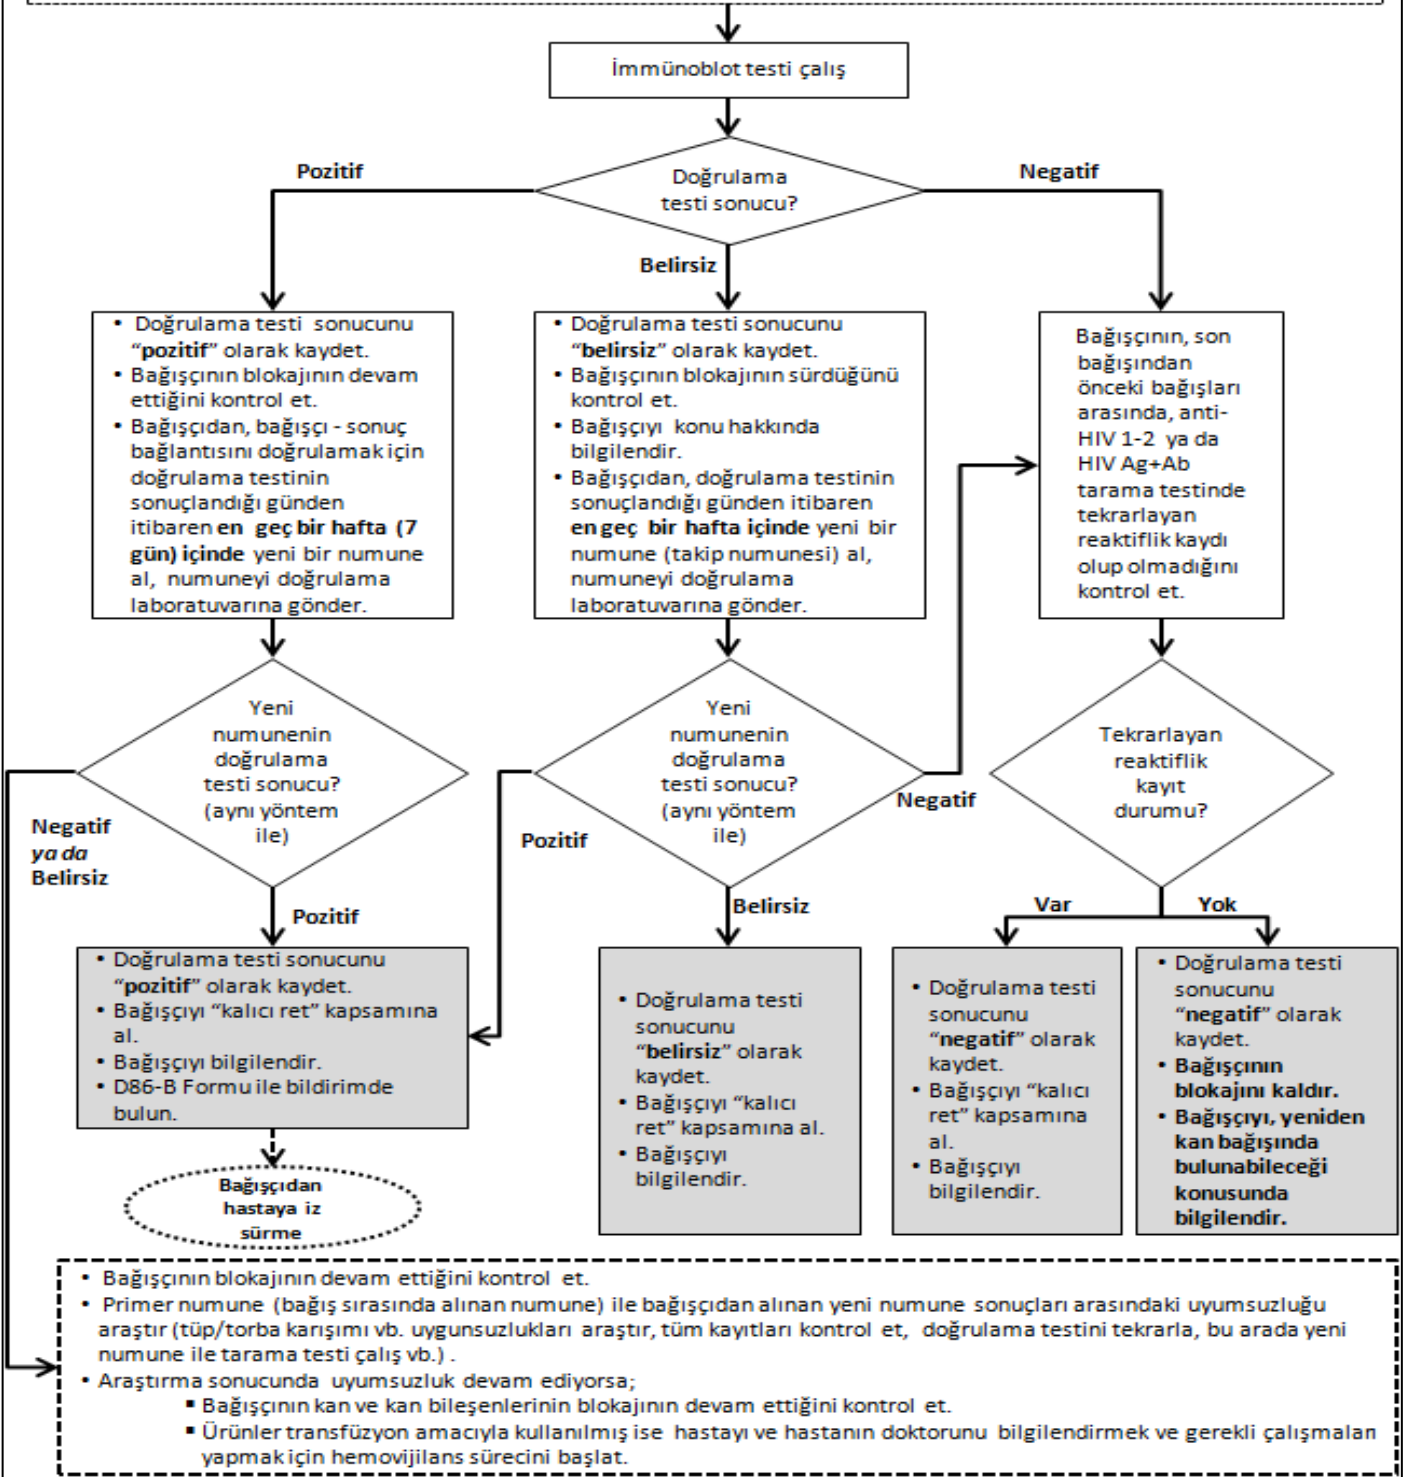 İmmünoblot testi çalış
Doğrulama
testi sonucu?
Pozitif
Negatif
Belirsiz
• Doğrulama testi sonucunu
“pozitif” olarak kaydet.
• Bağışçının blokajının devam
ettiğini kontrol et.
• Bağışçıdan, bağışçı - sonuç
bağlantısını doğrulamak için
doğrulama testinin
sonuçlandığı günden
itibaren en geç bir hafta (7
gün) içinde yeni bir numune
al, numuneyi doğrulama
laboratuvarına gönder.
• Doğrulama testi sonucunu
“belirsiz” olarak kaydet.
• Bağışçının blokajının sürdüğünü
kontrol et.
• Bağışçıyı konu hakkında
bilgilendir.
• Bağışçıdan, doğrulama testinin
sonuçlandığı günden itibaren
en geç bir hafta içinde yeni bir
numune (takip numunesi) al,
numuneyi doğrulama
laboratuvarına gönder.
Bağışçının, son
bağışından
önceki bağışları
arasında, anti-
HIV 1-2 ya da
HIV Ag+Ab
tarama testinde
tekrarlayan
reaktiflik kaydı
olup olmadığını
kontrol et.
Yeni
numunenin
doğrulama
testi sonucu?
(aynı yöntem
ile)
Negatif
ya da
Belirsiz
Pozitif
Yeni
numunenin
doğrulama
testi sonucu?
(aynı yöntem
ile)
Pozitif
Negatif
Belirsiz
Tekrarlayan
reaktiflik
kayıt
durumu?
Var
Yok
• Doğrulama testi sonucunu
“pozitif” olarak kaydet.
• Bağışçıyı “kalıcı ret” kapsamına
al.
• Bağışçıyı bilgilendir.
• D86-B Formu ile bildirimde
bulun.
• Doğrulama testi
sonucunu
“belirsiz” olarak
kaydet.
• Bağışçıyı “kalıcı
ret” kapsamına al.
• Bağışçıyı
bilgilendir.
• Doğrulama testi
sonucunu
“negatif” olarak
kaydet.
• Bağışçıyı “kalıcı
ret” kapsamına
al.
• Bağışçıyı
bilgilendir.
• Doğrulama testi
sonucunu
“negatif” olarak
kaydet.
• Bağışçının
blokajını kaldır.
• Bağışçıyı, yeniden
kan bağışında
bulunabileceği
konusunda
bilgilendir.
Bağışçıdan
hastaya iz
sürme
• Bağışçının blokajının devam ettiğini kontrol et.
• Primer numune (bağış sırasında alınan numune) ile bağışçıdan alınan yeni numune sonuçları arasındaki uyumsuzluğu
araştır (tüp/torba karışımı vb. uygunsuzlukları araştır, tüm kayıtları kontrol et, doğrulama testini tekrarla, bu arada yeni
numune ile tarama testi çalış vb.) .
• Araştırma sonucunda uyumsuzluk devam ediyorsa;
▪ Bağışçının kan ve kan bileşenlerinin blokajının devam ettiğini kontrol et.
▪ Ürünler transfüzyon amacıyla kullanılmış ise hastayı ve hastanın doktorunu bilgilendirmek ve gerekli çalışmaları
yapmak için hemovijilans sürecini başlat.